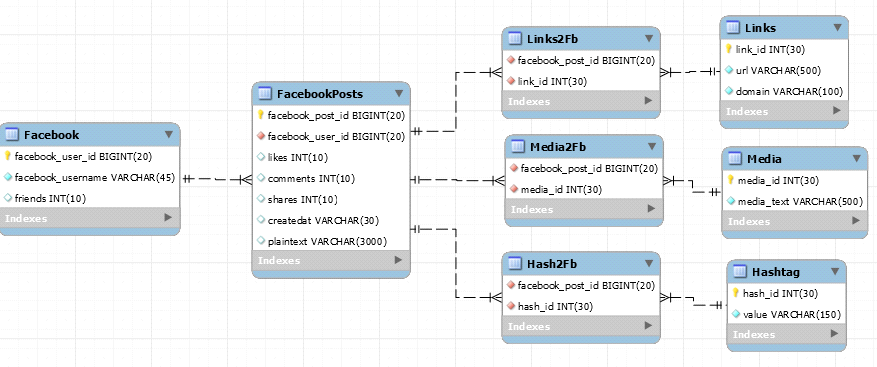 Facebook
facebook_user_id BIGINT(20)
facebook_username VARCHAR(45)
friends INT(10)
Indexes
FacebookPosts
facebook_post_id BIGINT(20)
facebook_user_id BIGINT(20)
likes INT(10)
comments INT(10)
shares INT(10)
createdat VARCHAR(30)
plaintext VARCHAR(3000)
Indexes
Links2Fb
facebook_post_id BIGINT(20)
link_id INT(30)
Indexes
Links
link_id INT(30)
url VARCHAR(500)
domain VARCHAR(100)
Indexes
Media2Fb
facebook_post_id BIGINT(20)
media_id INT(30)
Indexes
Media
media_id INT(30)
media_text VARCHAR(500)
Indexes
Hash2Fb
facebook_post_id BIGINT(20)
hash_id INT(30)
Indexes
Hashtag
hash_id INT(30)
value VARCHAR(150)
Indexes